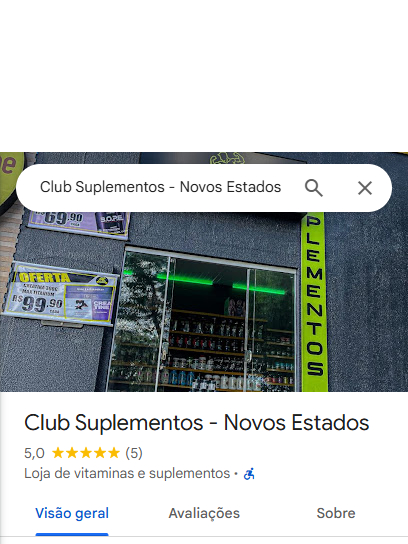 Club Suplementos - Novos Estados
69,90
OFERTA
R$99,90
PLEMENTOS
Club Suplementos - Novos Estados
5,0 ★★★★★ (5)
Loja de vitaminas e suplementos ·
Visão geral
Avaliações
Sobre